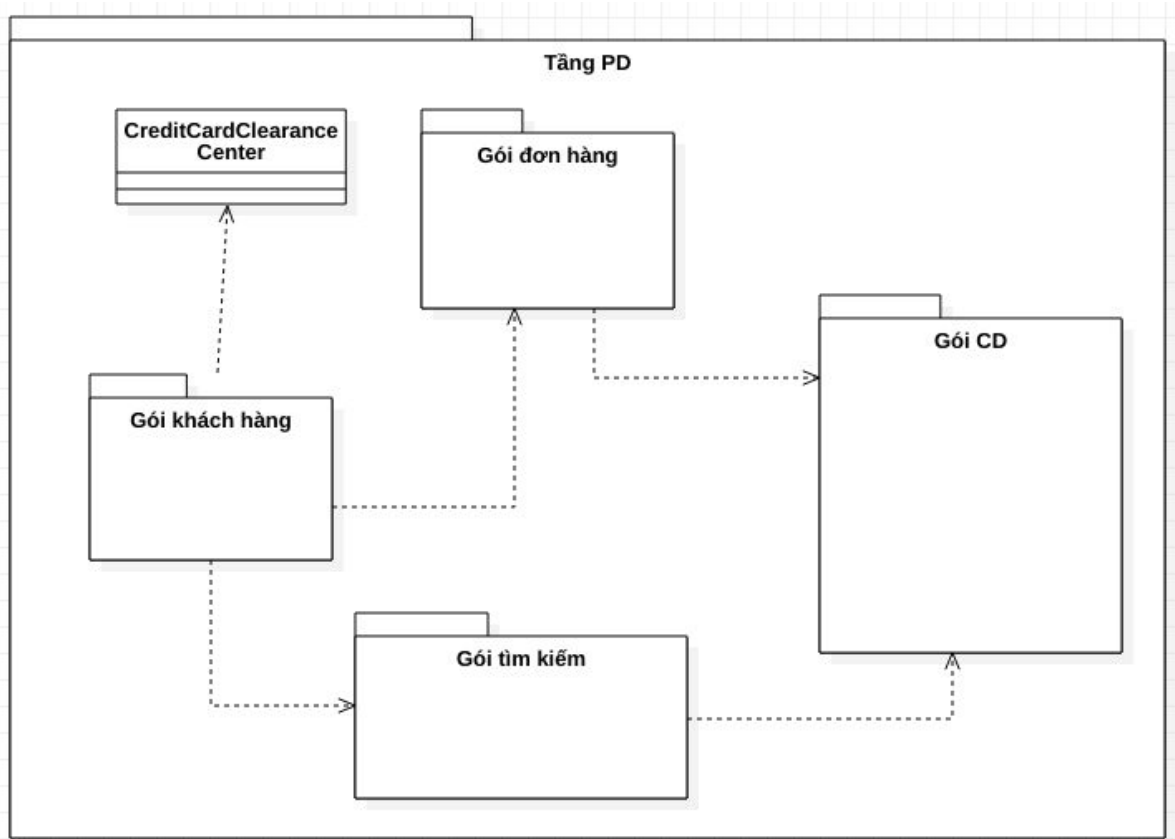 Tầng PD
CreditCardClearance
Center
Gói đơn hàng
Gói CD
Gói khách hàng
Gói tìm kiếm